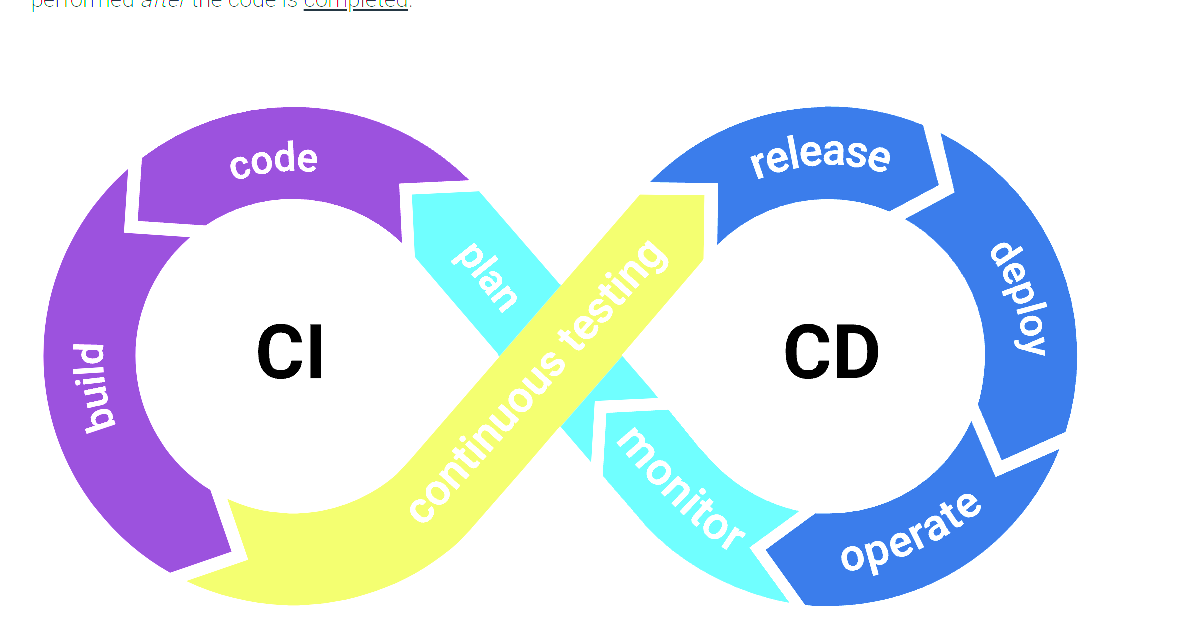 performed after the code is completed.
code
release
plan
continuous testing
deploy
CI
CD
build
monitor
operate